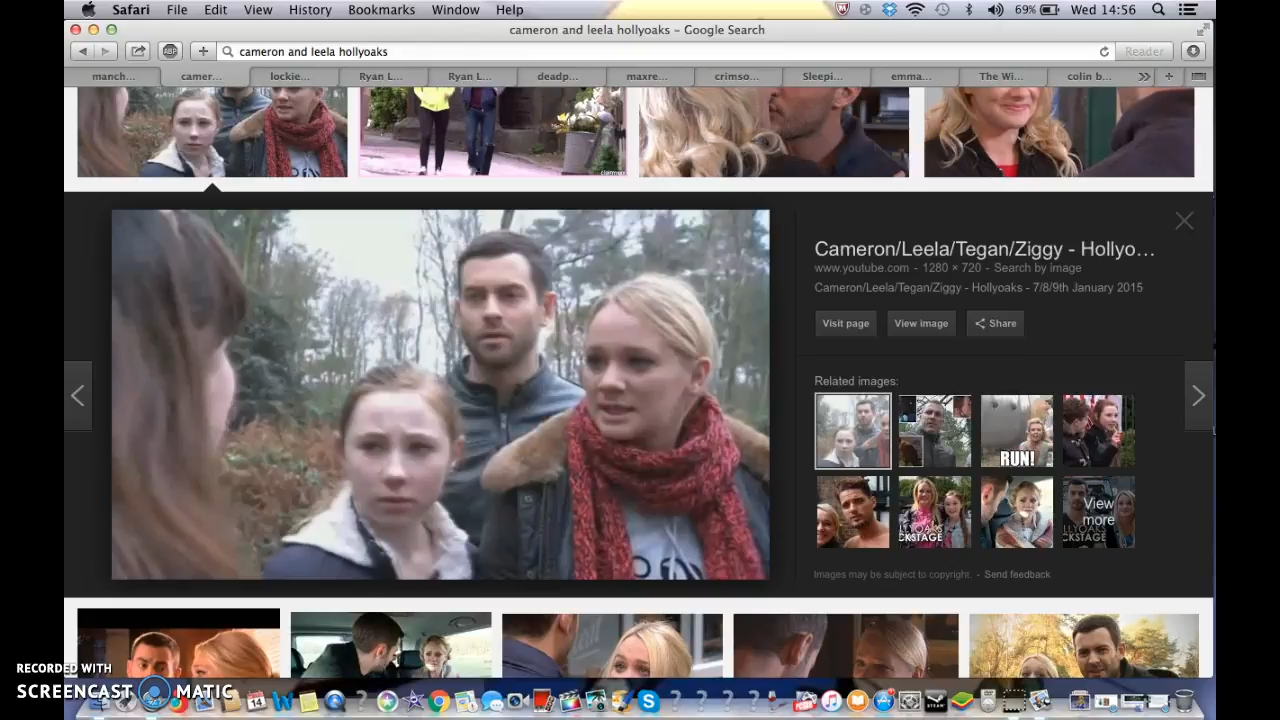 Safari File Edit View History Bookmarks Window Help 69% Wed 14:56
cameron and leela hollyoaks – Google Search
ABP + cameron and leela hollyoaks Reader
manch... camer... lockie... Ryan L... Ryan L... deadp... maxre... crimso... Sleepi... emma... The Wi... colin b...
Cameron/Leela/Tegan/Ziggy - Hollyo...
www.youtube.com - 1280 × 720 - Search by image
Cameron/Leela/Tegan/Ziggy - Hollyoaks - 7/8/9th January 2015
Visit page View image Share
Related images:
RUN!
View
more
Images may be subject to copyright. - Send feedback
RECORDED WITH
SCREENCAST MATIC